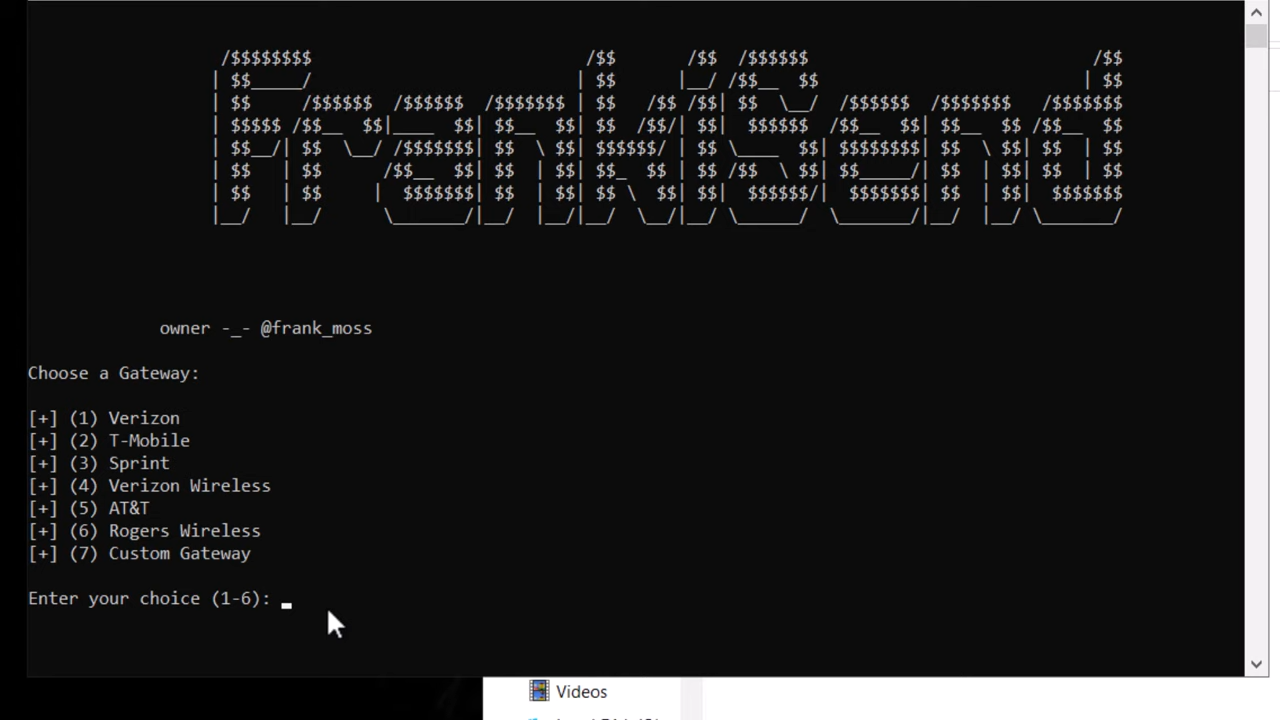 FrankiSend
owner -_- @frank_moss
Choose a Gateway:
[+] (1) Verizon
[+] (2) T-Mobile
[+] (3) Sprint
[+] (4) Verizon Wireless
[+] (5) AT&T
[+] (6) Rogers Wireless
[+] (7) Custom Gateway
Enter your choice (1-6):
Videos